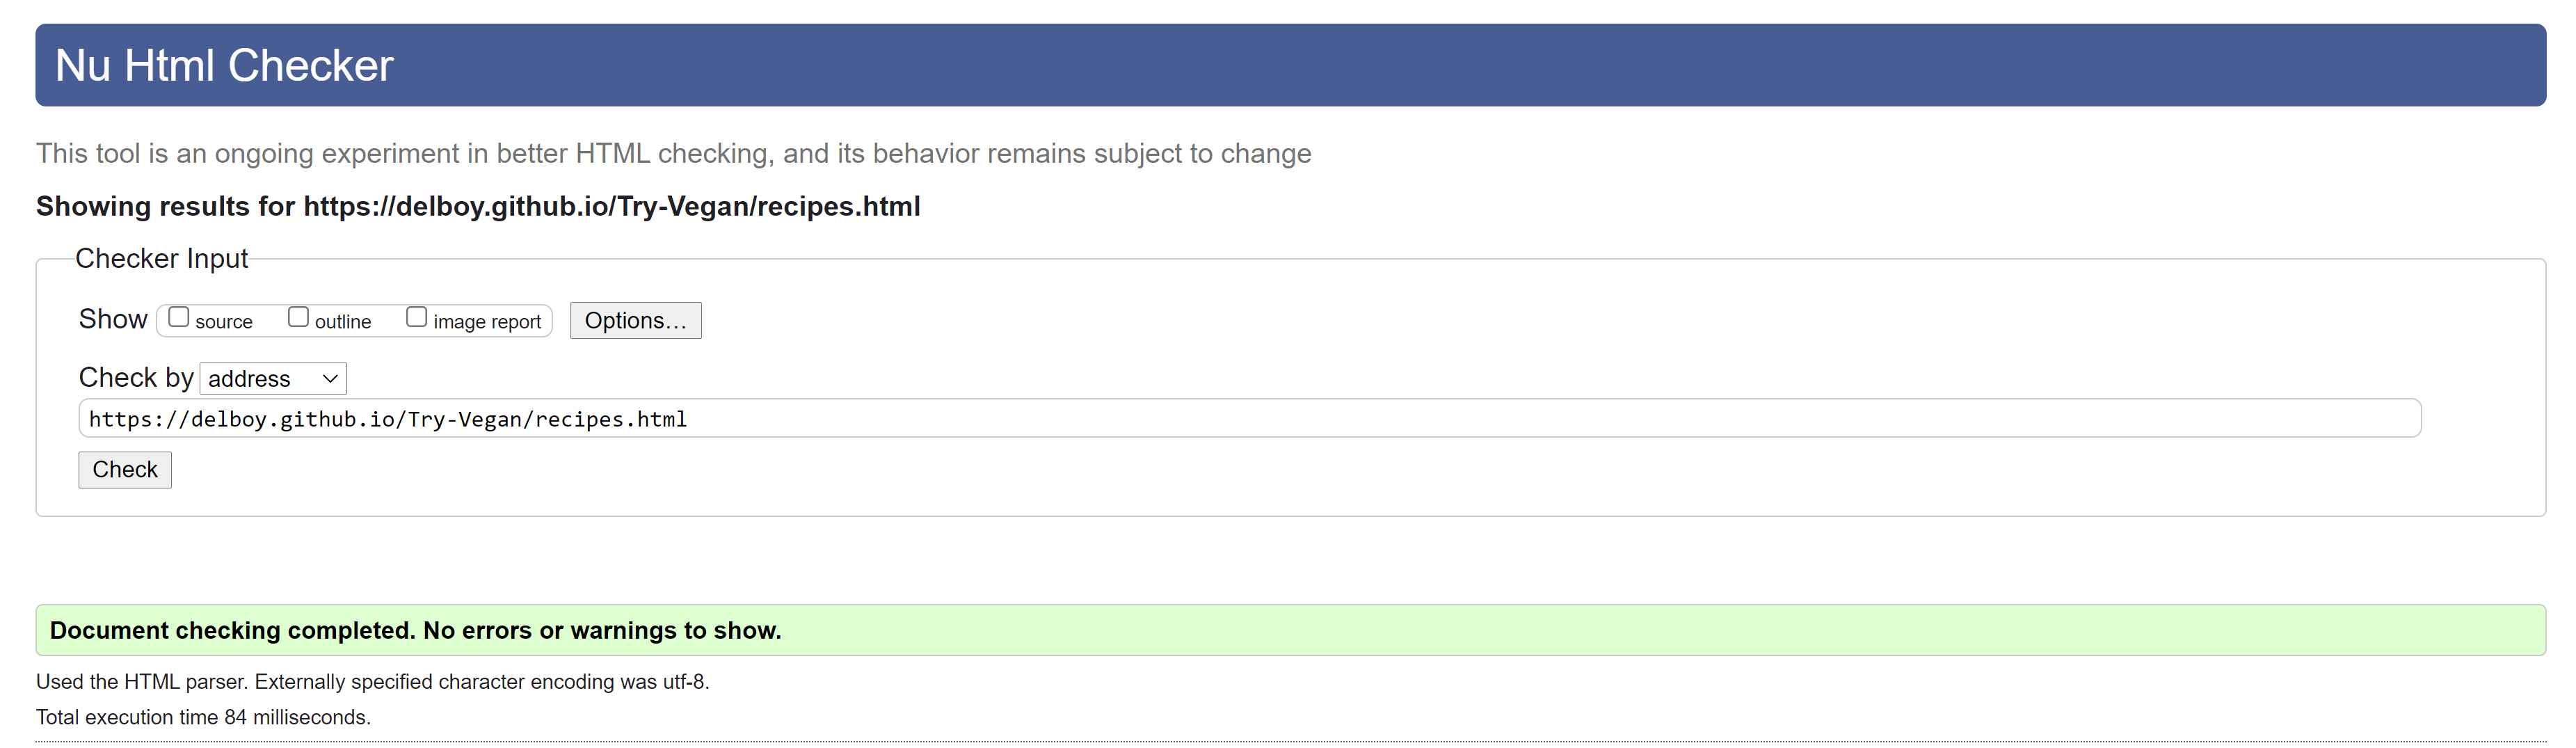 Nu Html Checker
This tool is an ongoing experiment in better HTML checking, and its behavior remains subject to change
Showing results for https://delboy.github.io/Try-Vegan/recipes.html
Checker Input
Show source outline image report Options...
Check by address
https://delboy.github.io/Try-Vegan/recipes.html
Check
Document checking completed. No errors or warnings to show.
Used the HTML parser. Externally specified character encoding was utf-8.
Total execution time 84 milliseconds.